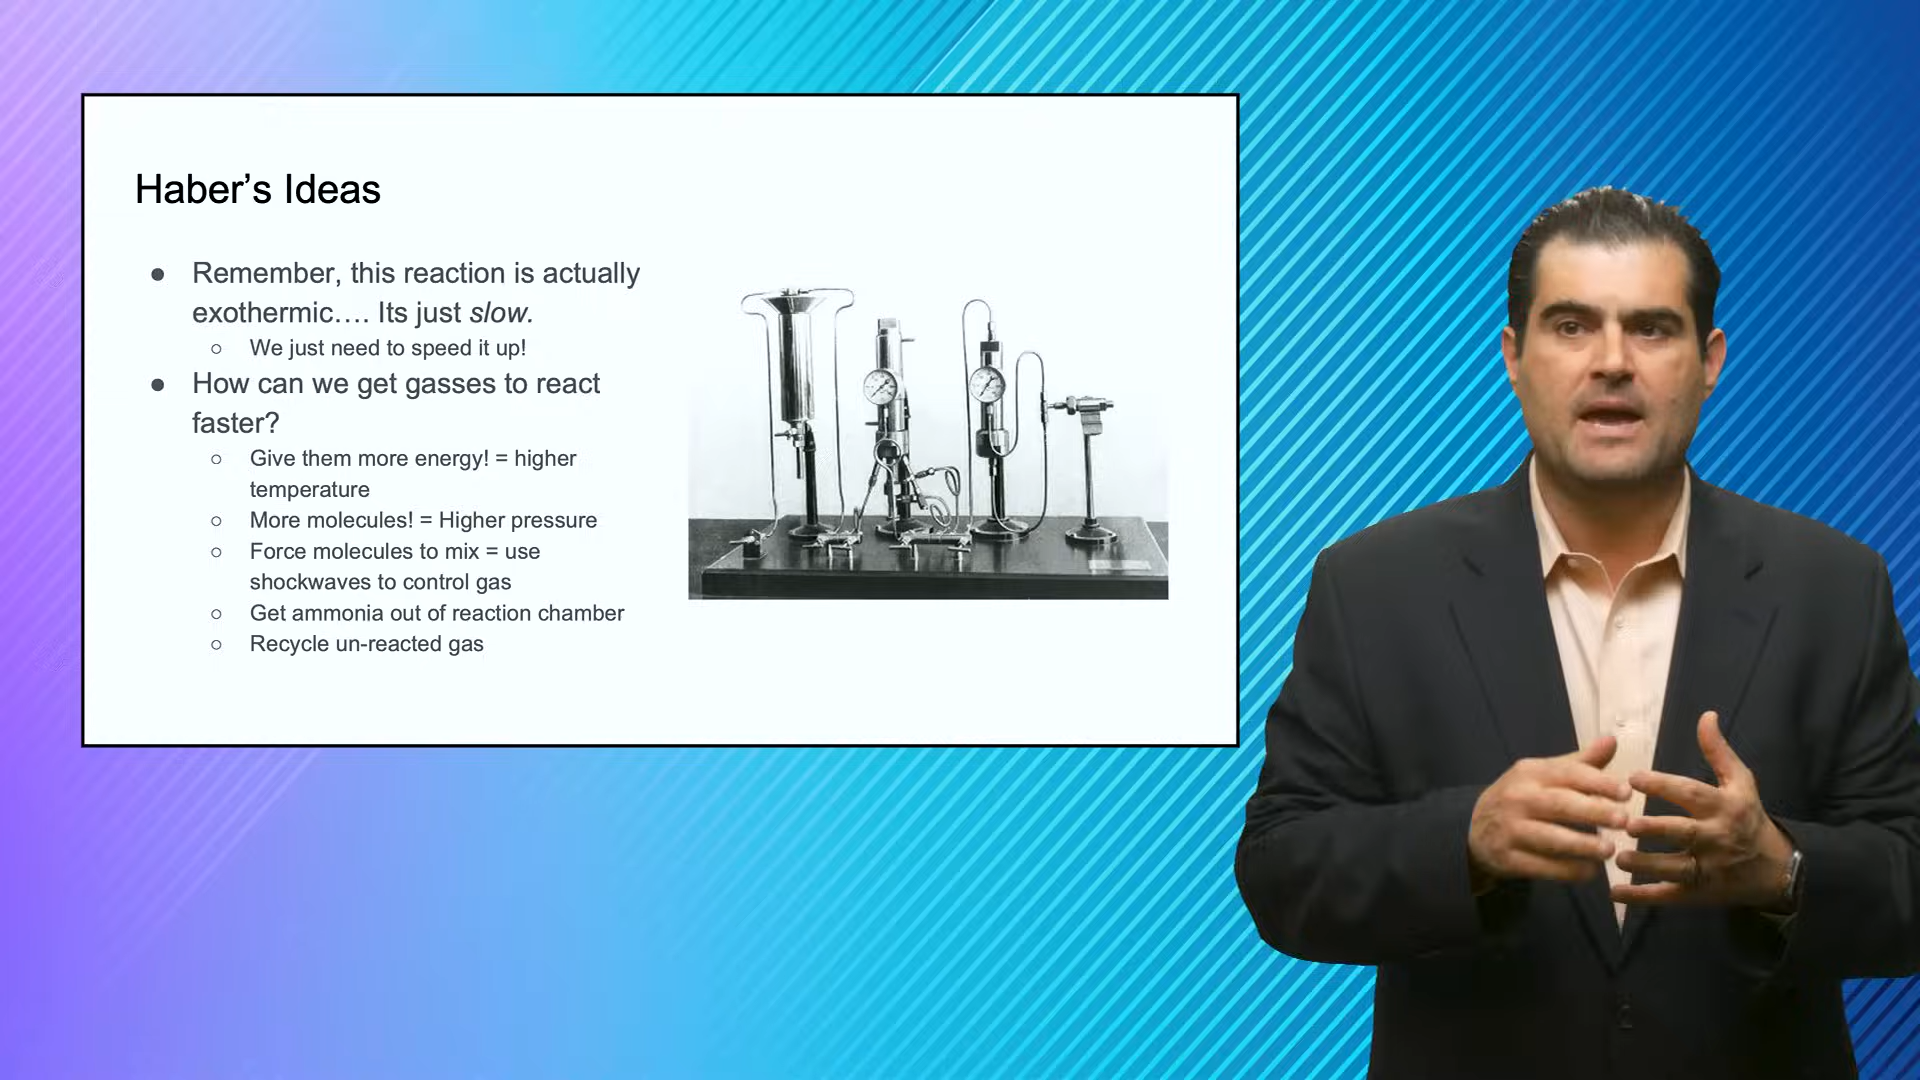 Haber’s Ideas
● Remember, this reaction is actually
exothermic…. Its just slow.
○ We just need to speed it up!
● How can we get gasses to react
faster?
○ Give them more energy! = higher
temperature
○ More molecules! = Higher pressure
○ Force molecules to mix = use
shockwaves to control gas
○ Get ammonia out of reaction chamber
○ Recycle un-reacted gas